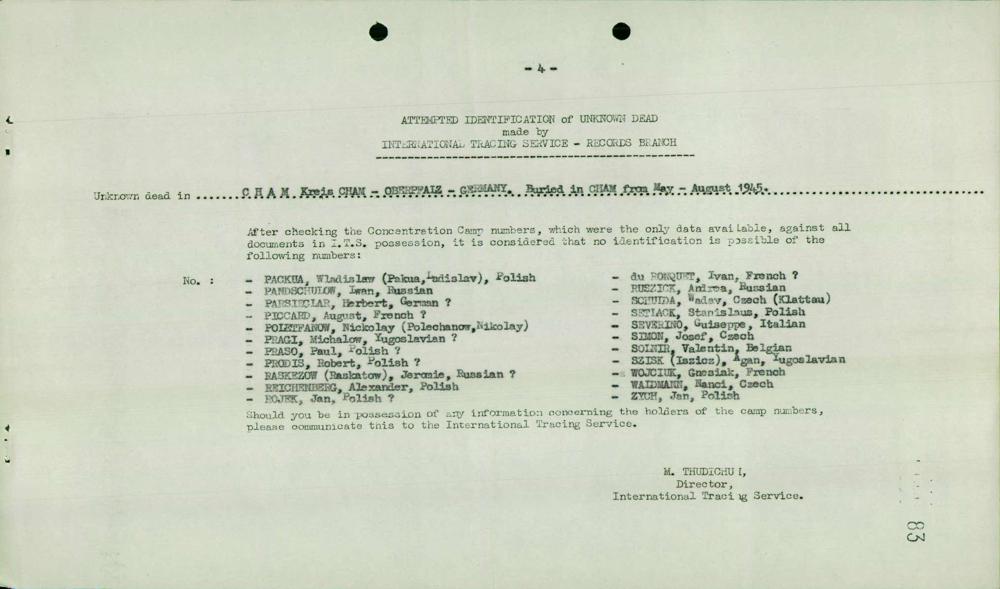 - 4 -
ATTEMPTED IDENTIFICATION of UNKNOWN DEAD
made by
INTERNATIONAL TRACING SERVICE - RECORDS BRANCH
Unknown dead in ....... C H A M Kreis CHAM - OBERPFALZ - GERMANY. Buried in CHAM from May - August 1945.
After checking the Concentration Camp numbers, which were the only data available, against all
documents in I.T.S. possession, it is considered that no identification is possible of the
following numbers:
No. :
- PACKUA, Wladislaw (Pakua, Ladislav), Polish
- PANDSCHULOW, Iwan, Russian
- PARSIECLAR, Herbert, German ?
- PICCARD, August, French ?
- POLETFANOW, Nickolay (Polechanow, Nikolay)
- PRAGI, Michalow, Yugoslavian ?
- PRASO, Paul, Polish ?
- PRODIS, Robert, Polish ?
- RASKEZOW (Raskatow), Jeromie, Russian ?
- REICHENBERG, Alexander, Polish
- ROJEK, Jan, Polish ?
- du RONQUET, Ivan, French ?
- RUSZICK, Andrea, Russian
- SCHULDA, Wadav, Czech (Klattau)
- SETLACK, Stanislaus, Polish
- SEVERINO, Guiseppe, Italian
- SIMON, Josef, Czech
- SOLNIR, Valentin, Belgian
- SZISK (Iszicz), Agan, Yugoslavian
- WOJCIUK, Gnesiak, French
- WAIDMANN, Nanci, Czech
- ZYCH, Jan, Polish
Should you be in possession of any information concerning the holders of the camp numbers,
please communicate this to the International Tracing Service.
M. THUDICHU ,
Director,
International Tracing Service.
83